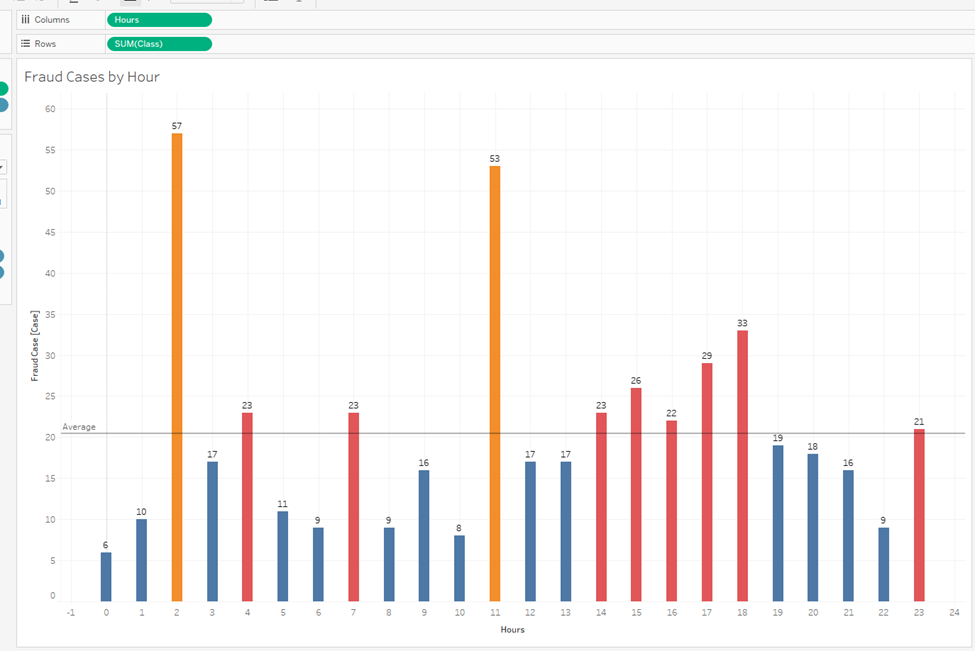 Columns Hours
Rows SUM(Class)
Fraud Cases by Hour
60
57
55
53
50
45
40
35
33
30
29
26
25
23 23 23
22
21
Average
20
19
18
17 17 17
16 16
15
11
10
10
9 9 9
8
6
5
0
-1 0 1 2 3 4 5 6 7 8 9 10 11 12 13 14 15 16 17 18 19 20 21 22 23 24
Hours
Fraud Case [Case]